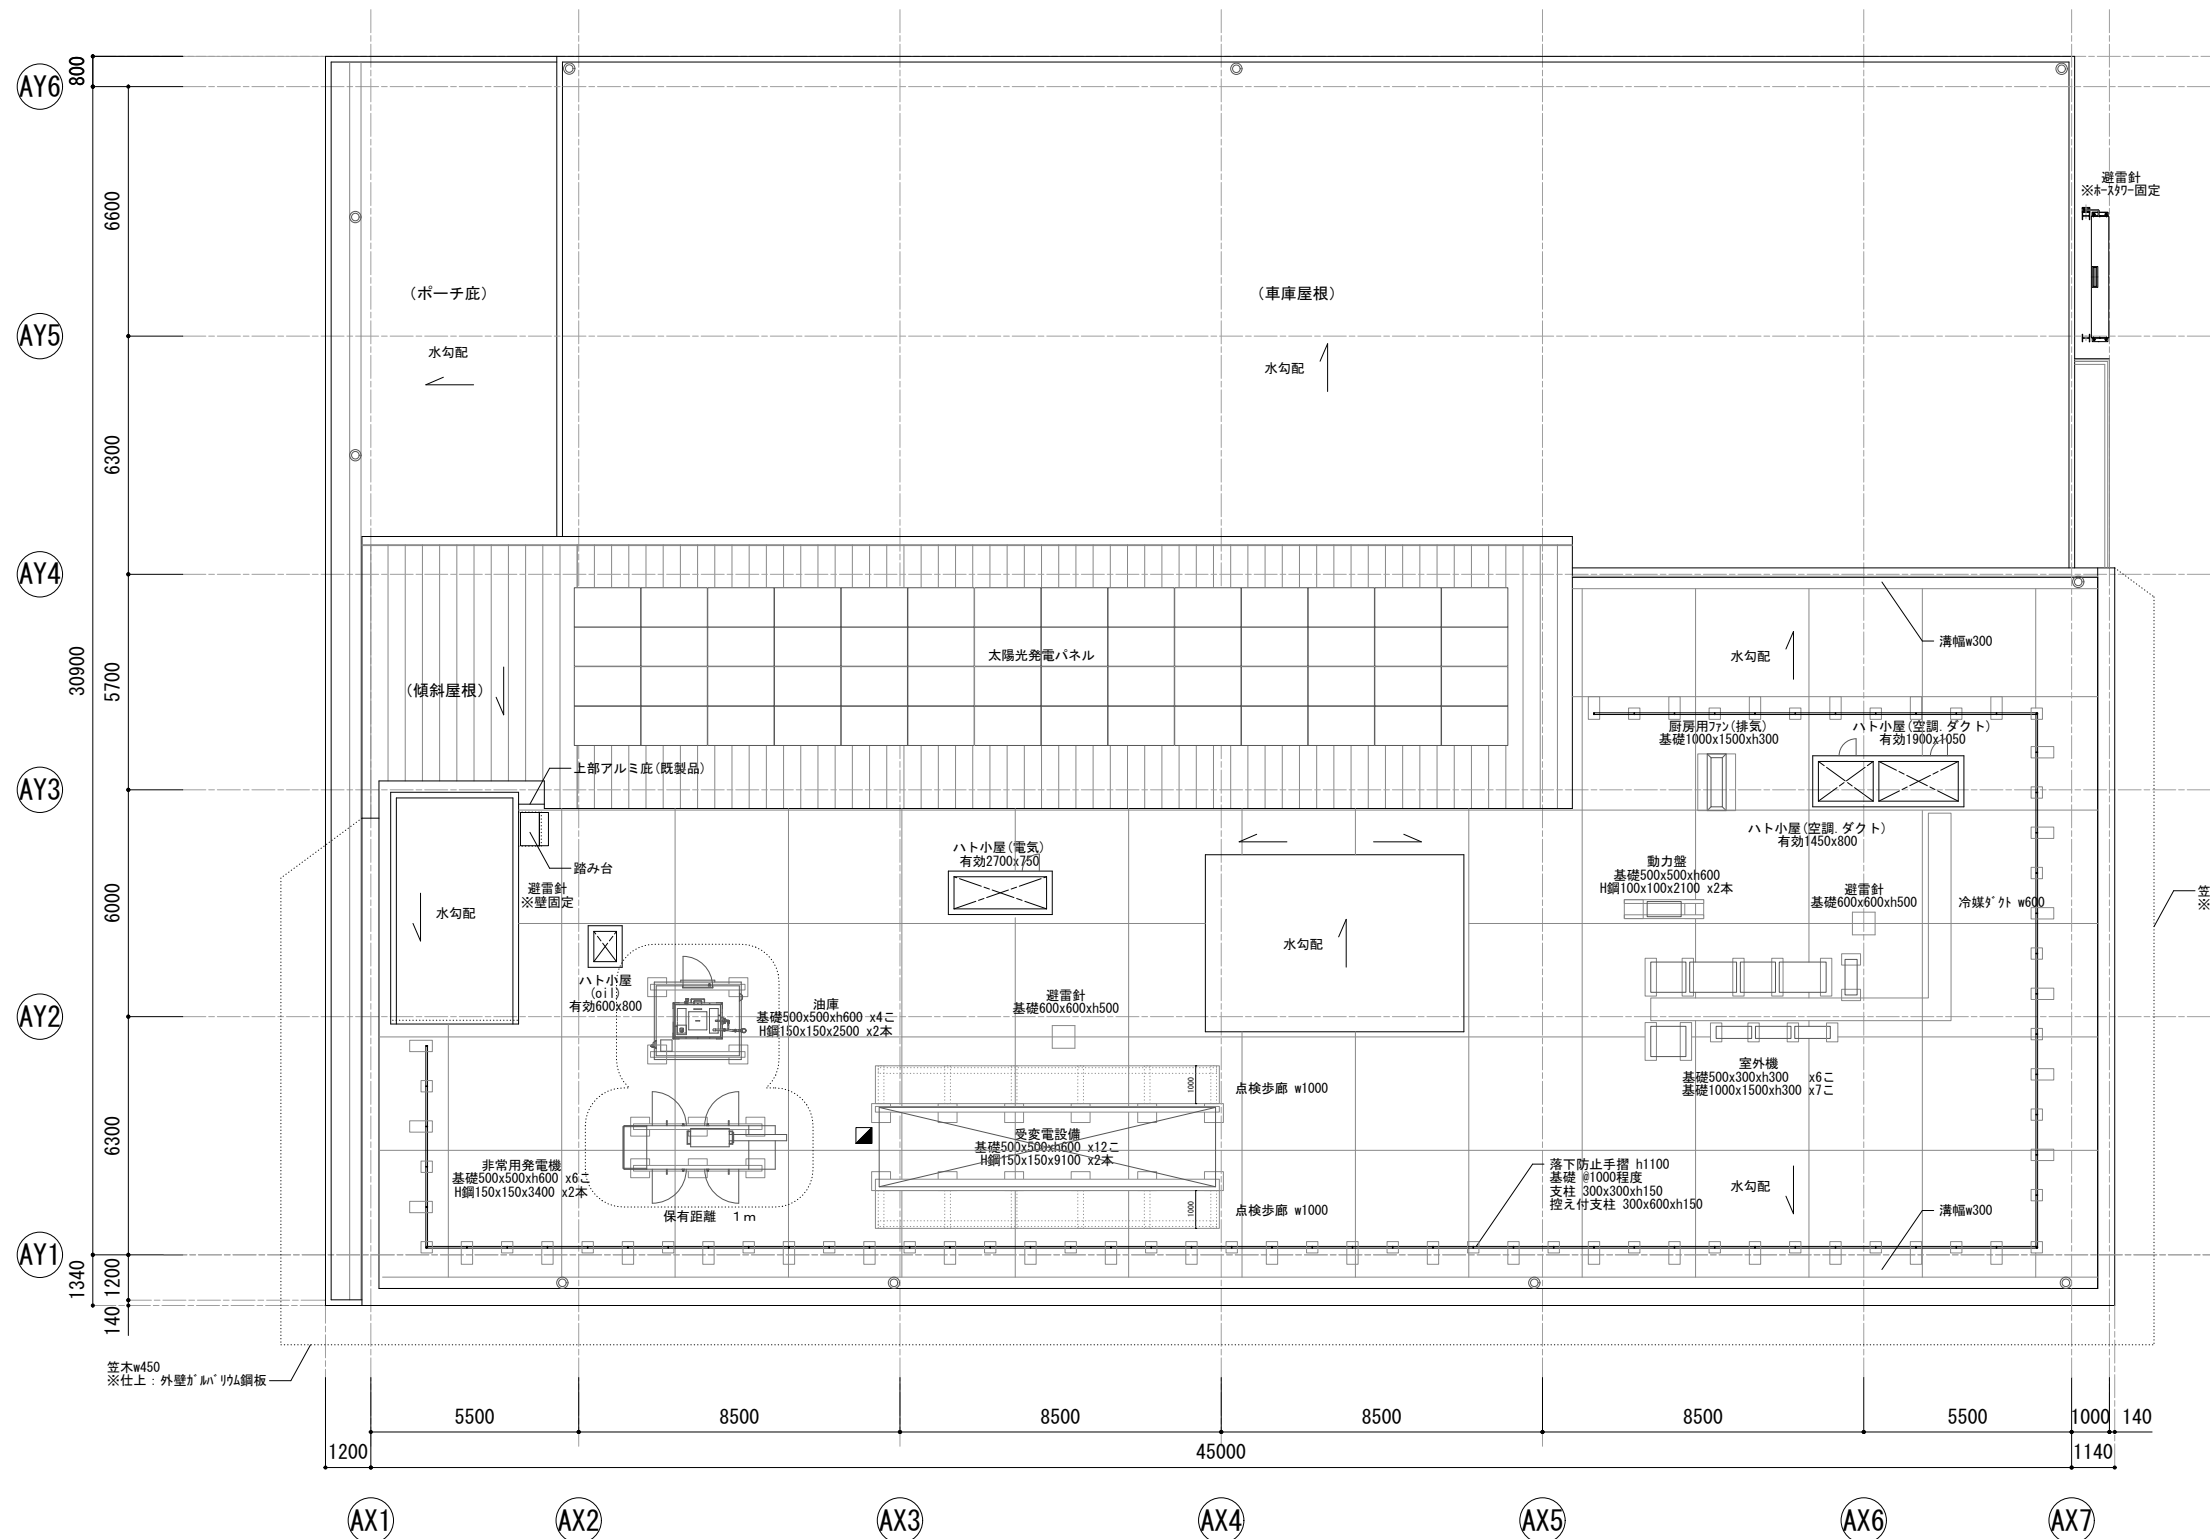 AY6
800
6600
避雷針
※ホースタワー固定
(ポーチ庇)
(車庫屋根)
AY5
水勾配
水勾配
6300
AY4
30900
5700
太陽光発電パネル
(傾斜屋根)
水勾配
溝幅w300
厨房用ファン(排気)
基礎1000x1500xh300
ハト小屋(空調.ダクト)
有効1900x1050
AY3
上部アルミ庇(既製品)
踏み台
ハト小屋(電気)
有効2700x750
ハト小屋(空調.ダクト)
有効1450x800
動力盤
基礎500x500xh600
H鋼100x100x2100 x2本
避雷針
※壁固定
避雷針
基礎600x600xh500
冷媒ダクト w600
笠
※
6000
水勾配
水勾配
ハト小屋
(oil)
有効600x800
油庫
基礎500x500xh600 x4こ
H鋼150x150x2500 x2本
避雷針
基礎600x600xh500
AY2
室外機
基礎500x300xh300 x6こ
基礎1000x1500xh300 x7こ
1000
点検歩廊 w1000
6300
受変電設備
基礎500x500xh600 x12こ
H鋼150x150x9100 x2本
非常用発電機
基礎500x500xh600 x6こ
H鋼150x150x3400 x2本
保有距離 1m
1000
点検歩廊 w1000
落下防止手摺 h1100
基礎 @1000程度
支柱 300x300xh150
控え付支柱 300x600xh150
水勾配
溝幅w300
AY1
1340
1200
140
笠木w450
※仕上:外壁ガルバリウム鋼板
5500
8500
8500
8500
8500
5500
1000
140
1200
45000
1140
AX1
AX2
AX3
AX4
AX5
AX6
AX7